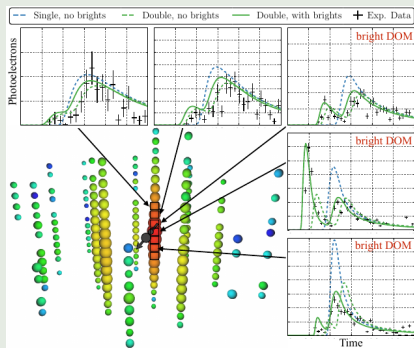 Single, no brights
Double, no brights
Double, with brights
Exp. Data
Photoelectrons
bright DOM
bright DOM
bright DOM
Time